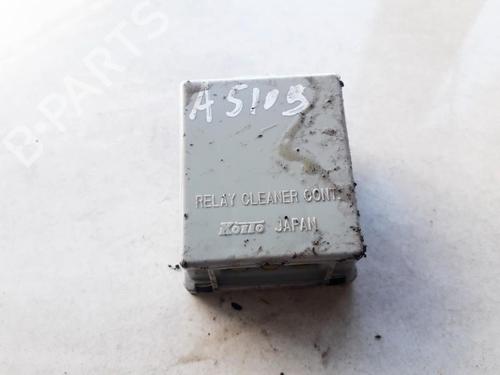 B-PARTS
A5109
RELAY CLEANER CONT.
KOITO JAPAN